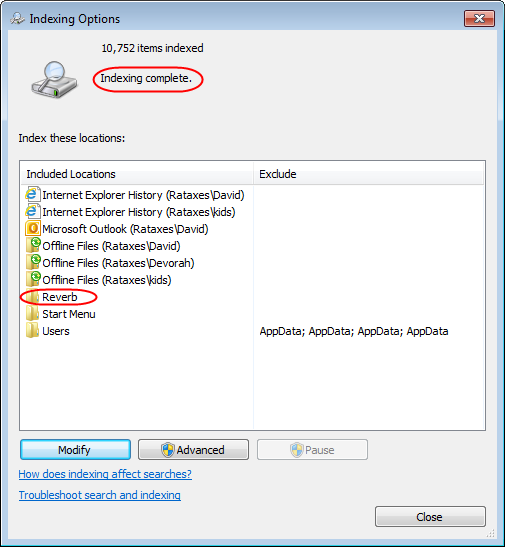 Indexing Options
10,752 items indexed
Indexing complete.
Index these locations:
Included Locations Exclude
Internet Explorer History (Rataxes\David)
Internet Explorer History (Rataxes\kids)
Microsoft Outlook (Rataxes\David)
Offline Files (Rataxes\David)
Offline Files (Rataxes\Devorah)
Offline Files (Rataxes\kids)
Reverb
Start Menu
Users AppData; AppData; AppData; AppData
Modify Advanced Pause
How does indexing affect searches?
Troubleshoot search and indexing
Close